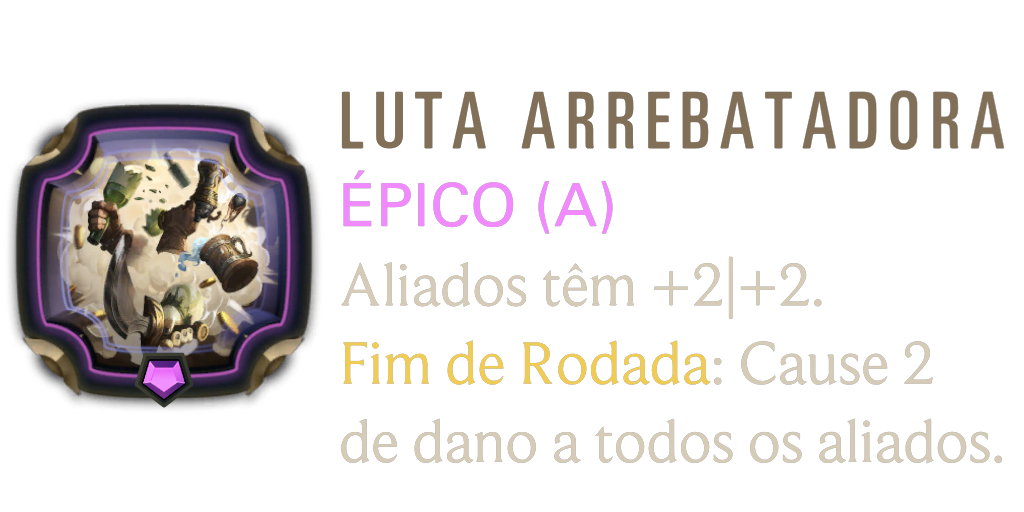 LUTA ARREBATADORA
ÉPICO (A)
Aliados têm +2|+2.
Fim de Rodada: Cause 2
de dano a todos os aliados.